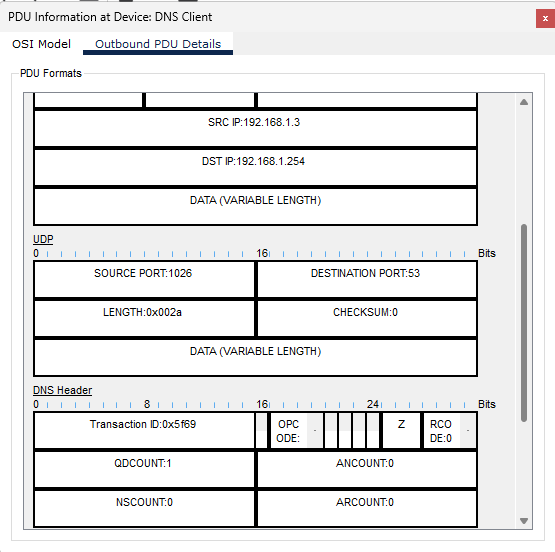 PDU Information at Device: DNS Client
x
OSI Model Outbound PDU Details
PDU Formats
SRC IP:192.168.1.3
DST IP:192.168.1.254
DATA (VARIABLE LENGTH)
UDP
0 16 Bits
SOURCE PORT:1026 DESTINATION PORT:53
LENGTH:0x002a CHECKSUM:0
DATA (VARIABLE LENGTH)
DNS Header
0 8 16 24 Bits
Transaction ID:0x5f69 OPC Z RCO
ODE: DE:0
QDCOUNT:1 ANCOUNT:0
NSCOUNT:0 ARCOUNT:0